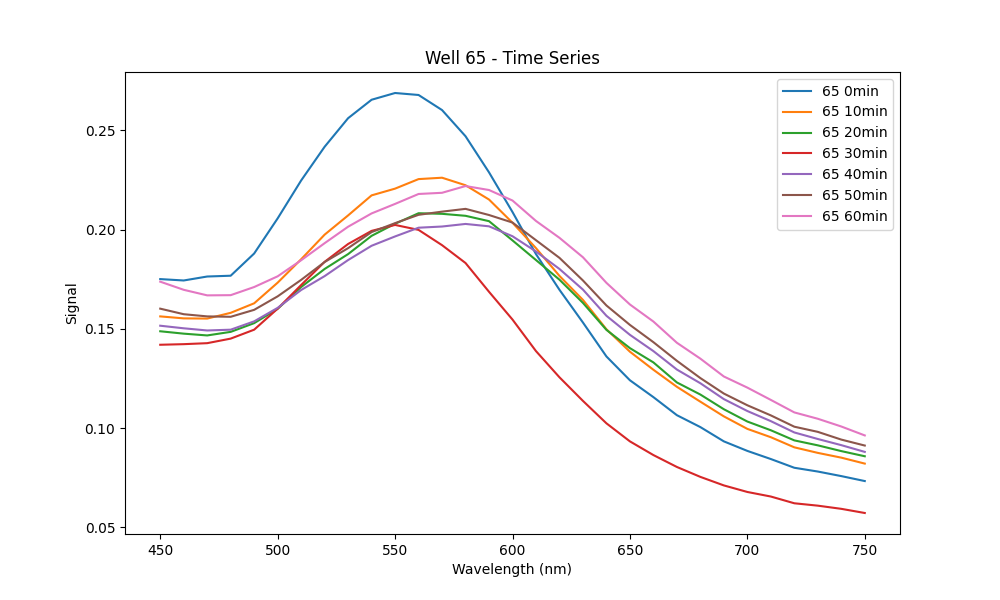 Well 65 - Time Series
65 0min
65 10min
65 20min
65 30min
65 40min
65 50min
65 60min
Signal
0.25
0.20
0.15
0.10
0.05
450 500 550 600 650 700 750
Wavelength (nm)